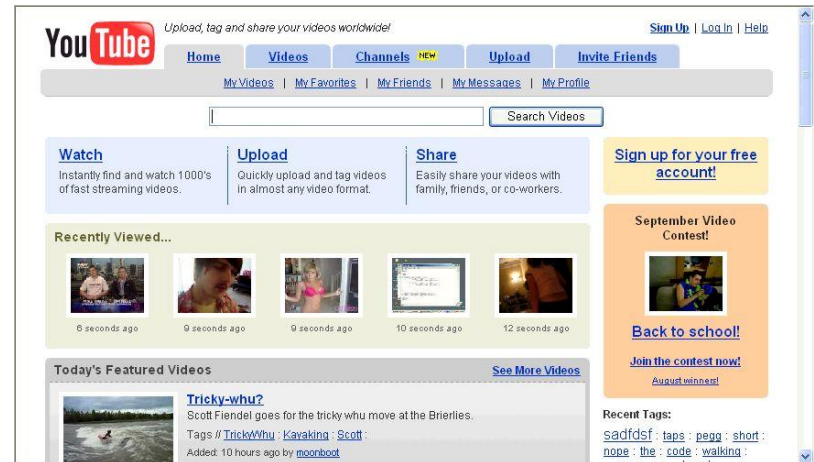 YouTube
Upload, tag and share your videos worldwide!
Sign Up | Log In | Help
Home Videos Channels NEW Upload Invite Friends
My Videos | My Favorites | My Friends | My Messages | My Profile
Search Videos
Watch
Instantly find and watch 1000's
of fast streaming videos.
Upload
Quickly upload and tag videos
in almost any video format.
Share
Easily share your videos with
family, friends, or co-workers.
Sign up for your free
account!
Recently Viewed...
6 seconds ago
9 seconds ago
9 seconds ago
10 seconds ago
12 seconds ago
September Video
Contest!
Back to school!
Join the contest now!
August winners!
Today's Featured Videos
See More Videos
Tricky-whu?
Scott Fiendel goes for the tricky whu move at the Brierlies.
Tags // TrickWhu : Kayaking : Scott :
Added: 10 hours ago by moonboot
Recent Tags:
sadfdsf : taps : pegg : short :
nope : the : code : walking :